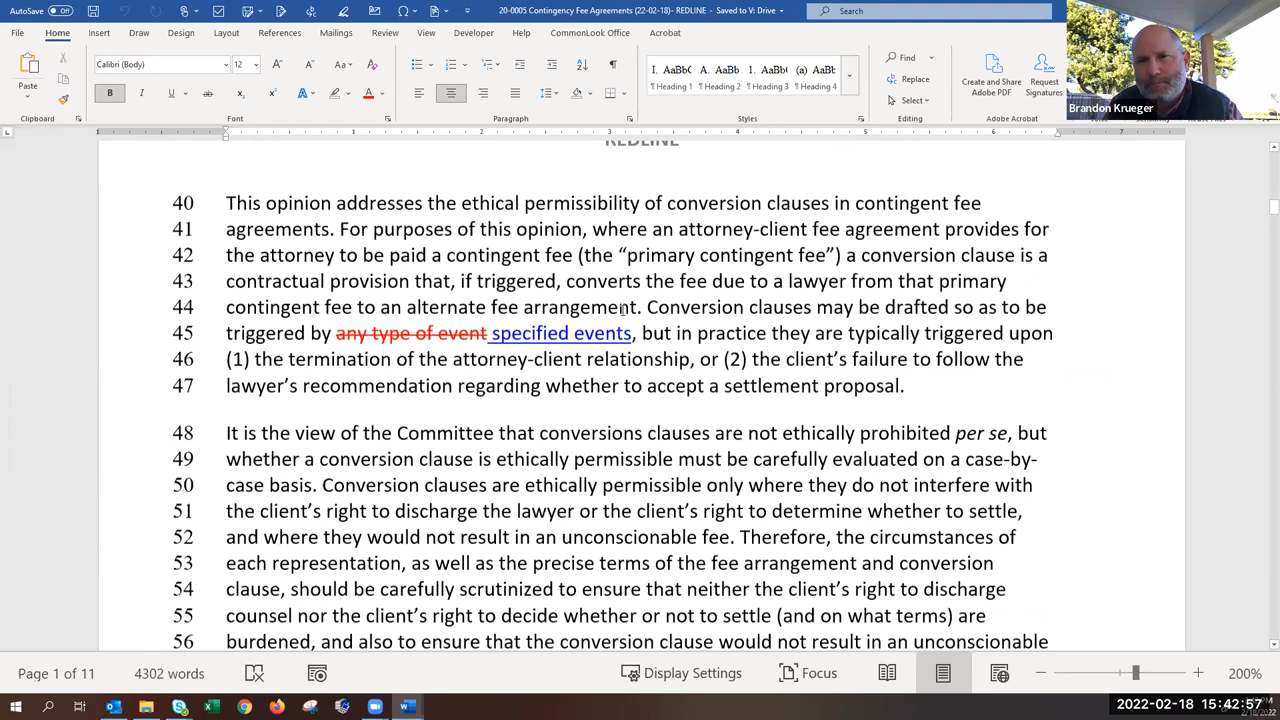 AutoSave Off 20-0005 Contingency Fee Agreements (22-02-18)- REDLINE - Saved to V: Drive Search
File Home Insert Draw Design Layout References Mailings Review View Developer Help CommonLook Office Acrobat
Calibri (Body) 12
Paste
B I U
AaBbC AaBb AaBbC AaBb
Heading 1 Heading 2 Heading 3 Heading 4
Find
Replace
Select
Create and Share Adobe PDF
Request Signatures
Clipboard Font Paragraph Styles Editing Adobe Acrobat
Brandon Krueger
REDLINE
40 This opinion addresses the ethical permissibility of conversion clauses in contingent fee
41 agreements. For purposes of this opinion, where an attorney-client fee agreement provides for
42 the attorney to be paid a contingent fee (the “primary contingent fee”) a conversion clause is a
43 contractual provision that, if triggered, converts the fee due to a lawyer from that primary
44 contingent fee to an alternate fee arrangement. Conversion clauses may be drafted so as to be
45 triggered by any type of event specified events, but in practice they are typically triggered upon
46 (1) the termination of the attorney-client relationship, or (2) the client’s failure to follow the
47 lawyer’s recommendation regarding whether to accept a settlement proposal.
48 It is the view of the Committee that conversions clauses are not ethically prohibited per se, but
49 whether a conversion clause is ethically permissible must be carefully evaluated on a case-by-
50 case basis. Conversion clauses are ethically permissible only where they do not interfere with
51 the client’s right to discharge the lawyer or the client’s right to determine whether to settle,
52 and where they would not result in an unconscionable fee. Therefore, the circumstances of
53 each representation, as well as the precise terms of the fee arrangement and conversion
54 clause, should be carefully scrutinized to ensure that neither the client’s right to discharge
55 counsel nor the client’s right to decide whether or not to settle (and on what terms) are
56 burdened, and also to ensure that the conversion clause would not result in an unconscionable
Page 1 of 11 4302 words Display Settings Focus 200%
2022-02-18 15:42:57